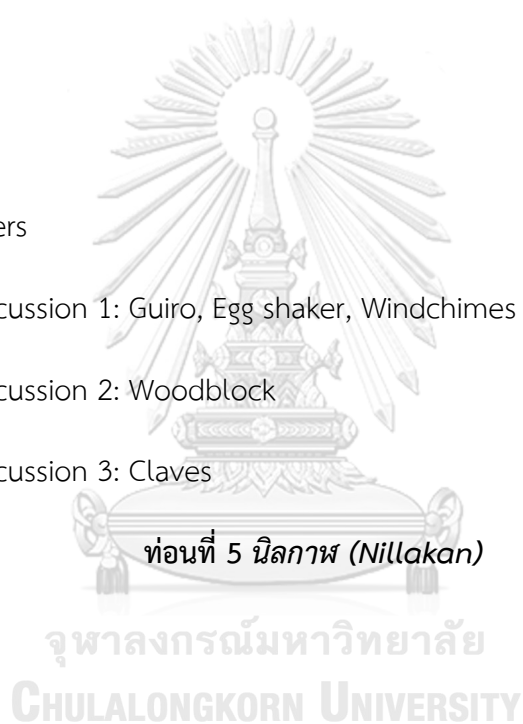 ers
cussion 1: Guiro, Egg shaker, Windchimes
cussion 2: Woodblock
cussion 3: Claves
ท่อนที่ 5 นิลกาฬ (Nillakan)
จุฬาลงกรณ์มหาวิทยาลัย
CHULALONGKORN UNIVERSITY